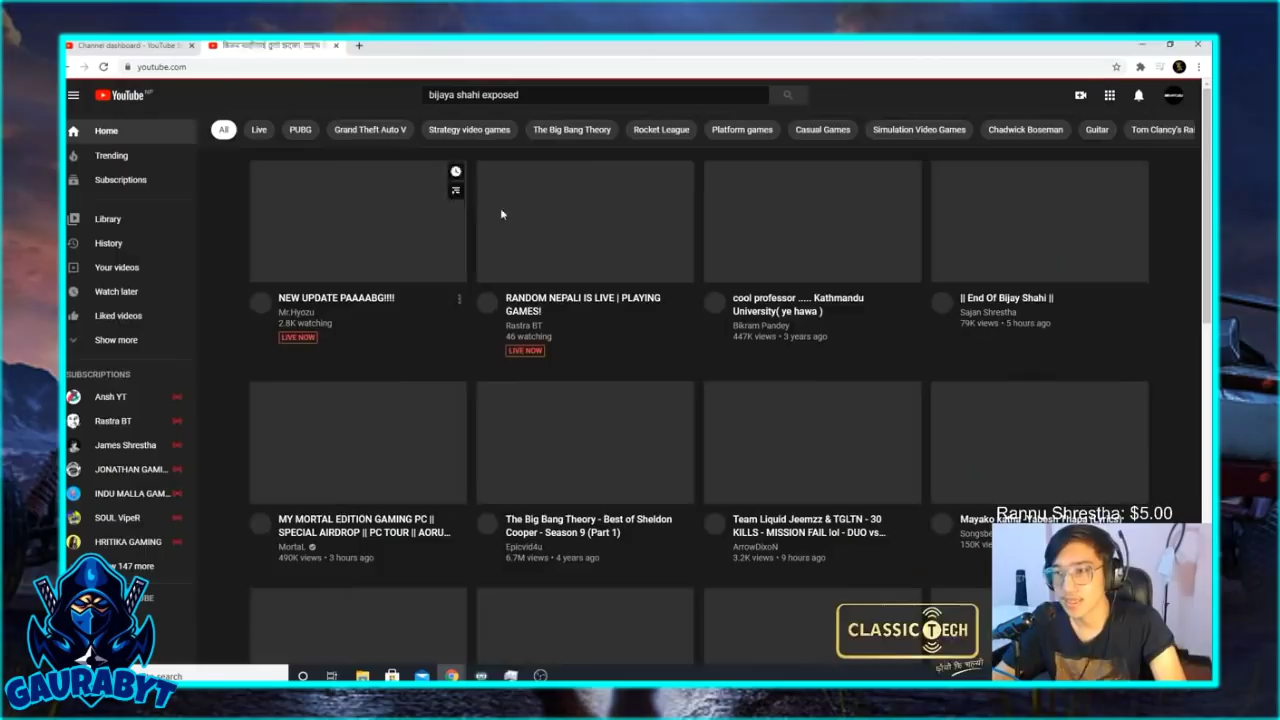 Channel dashboard - YouTube S
youtube.com
YouTube NP
bijaya shahi exposed
Home
Trending
Subscriptions
Library
History
Your videos
Watch later
Liked videos
Show more
SUBSCRIPTIONS
Ansh YT
Rastra BT
James Shrestha
JONATHAN GAMI...
INDU MALLA GAM...
SOUL VipeR
HRITIKA GAMING
147 more
All
Live
PUBG
Grand Theft Auto V
Strategy video games
The Big Bang Theory
Rocket League
Platform games
Casual Games
Simulation Video Games
Chadwick Boseman
Guitar
Tom Clancy's Rai
NEW UPDATE PAAAABG!!!!
Mr.Hyozu
2.8K watching
LIVE NOW
RANDOM NEPALI IS LIVE | PLAYING
GAMES!
Rastra BT
46 watching
LIVE NOW
cool professor ..... Kathmandu
University( ye hawa )
Bikram Pandey
447K views • 3 years ago
|| End Of Bijay Shahi ||
Sajan Shrestha
79K views • 5 hours ago
MY MORTAL EDITION GAMING PC ||
SPECIAL AIRDROP || PC TOUR || AORU...
MortaL
490K views • 3 hours ago
The Big Bang Theory - Best of Sheldon
Cooper - Season 9 (Part 1)
Epicvid4u
6.7M views • 4 years ago
Team Liquid Jeemzz & TGLTN - 30
KILLS - MISSION FAIL lol - DUO vs...
ArrowDixoN
3.2K views • 9 hours ago
Mayako katha
Songsbe
150K
Rannu Shrestha: $5.00
CLASSIC TECH
GAURABYT
search